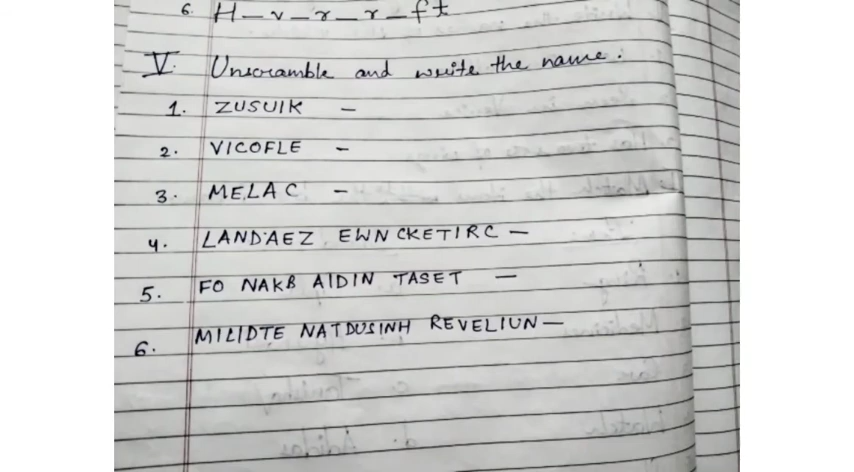 6. H_v_r_r_ft
V. Unscramble and write the name.
1. ZUSUIK -
2. VICOFLE -
3. MELAC -
4. LANDAEZ EWN CKETIRC -
5. FO NAKB AIDIN TASET -
6. MILIDTE NATDUSINH REVELIUN -